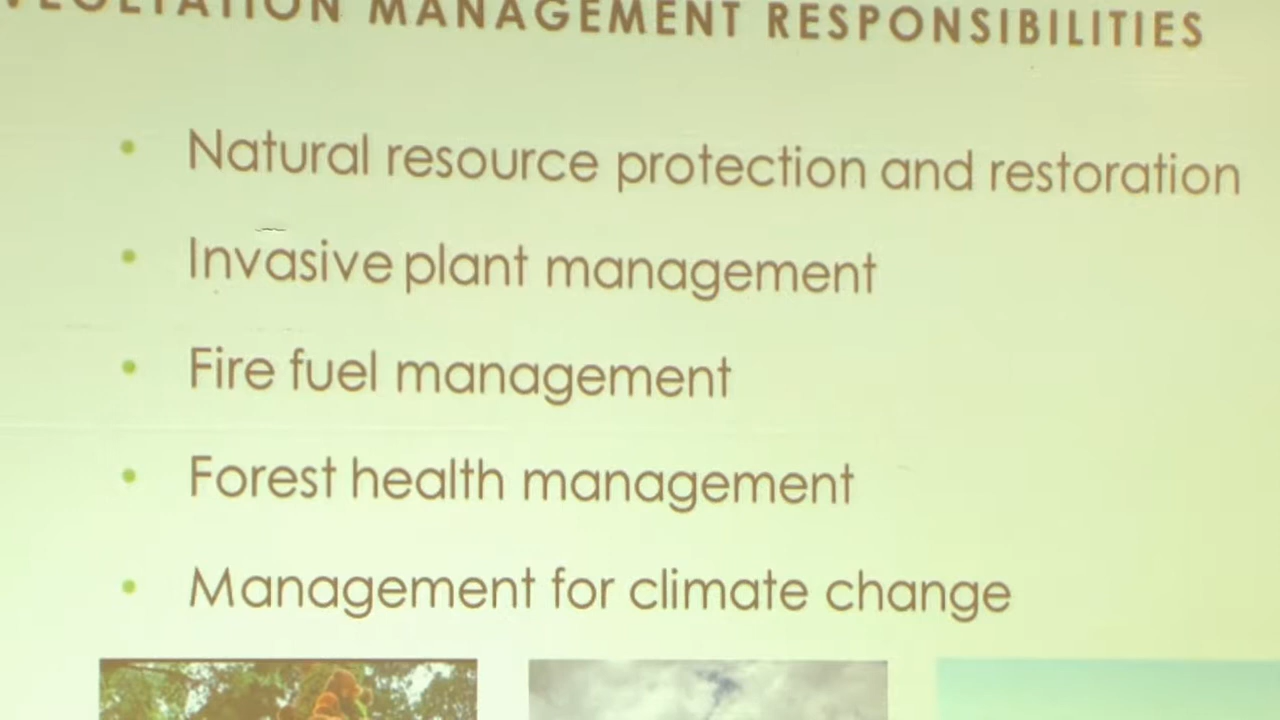 VEGETATION MANAGEMENT RESPONSIBILITIES
• Natural resource protection and restoration
• Invasive plant management
• Fire fuel management
• Forest health management
• Management for climate change